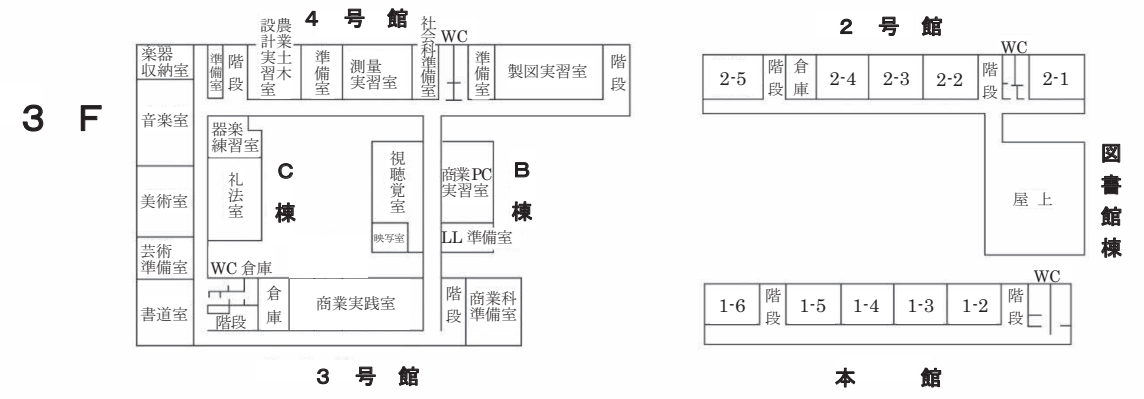 3 F
4 号 館
楽器
収納室
準備室
階段
農業土木
設計実習室
準備室
測量
実習室
社会科準備室
WC
準備室
製図実習室
階段
音楽室
器楽
練習室
C
棟
礼法室
美術室
視聴覚室
映写室
商業PC
実習室
B
棟
LL 準備室
芸術
準備室
WC 倉庫
書道室
階段
倉庫
商業実践室
階段
商業科
準備室
3 号 館
2 号 館
WC
2-5
階段
倉庫
2-4
2-3
2-2
階段
2-1
屋 上
図書館棟
WC
1-6
階段
1-5
1-4
1-3
1-2
階段
本 館